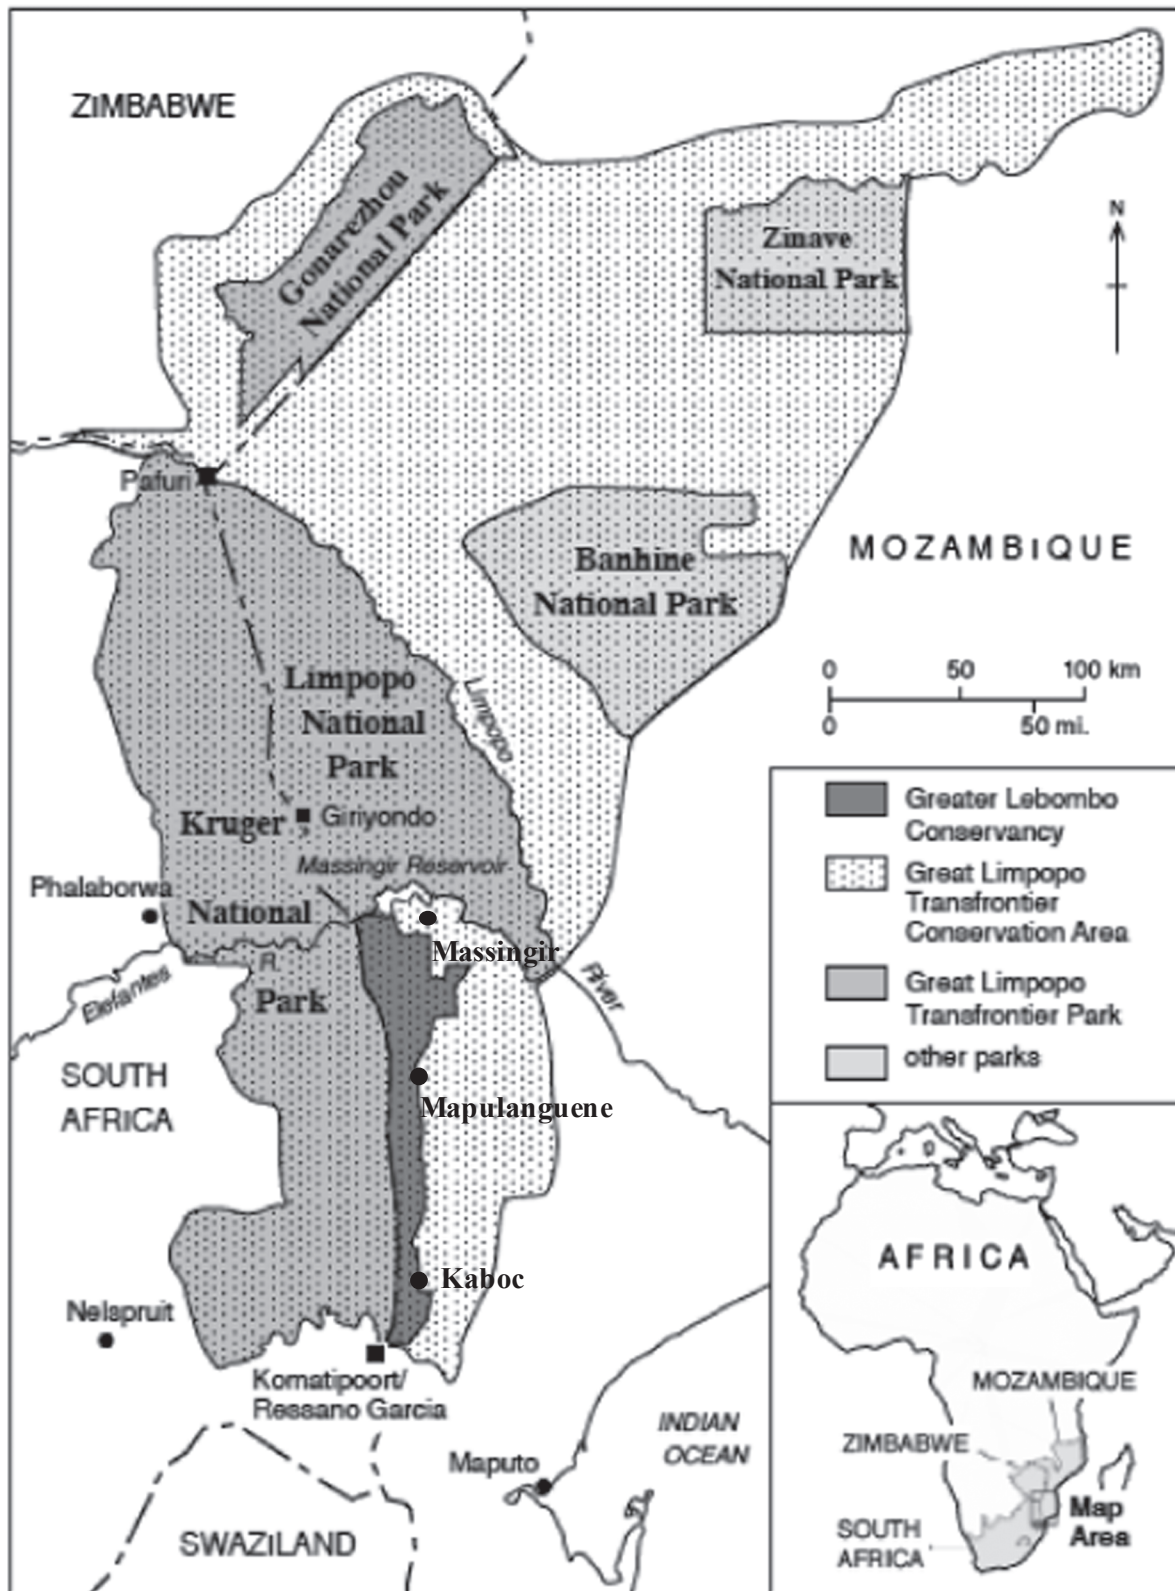 ZIMBABWE
Gonarezhou
National Park
Zinave
National Park
N
Pafuri
Banhine
National Park
MOZAMBIQUE
0 50 100 km
0 50 mi.
Limpopo
National
Park
Limpopo
Kruger
Giriyondo
Massingir Reservoir
Phalaborwa
National
Massingir
R.
Elefantes
Park
River
SOUTH
AFRICA
Mapulanguene
Kaboc
Nelspruit
Komatipoort/
Ressano Garcia
INDIAN
OCEAN
Maputo
SWAZILAND
Greater Lebombo
Conservancy
Great Limpopo
Transfrontier
Conservation Area
Great Limpopo
Transfrontier Park
other parks
AFRICA
MOZAMBIQUE
ZIMBABWE
SOUTH
AFRICA
Map
Area